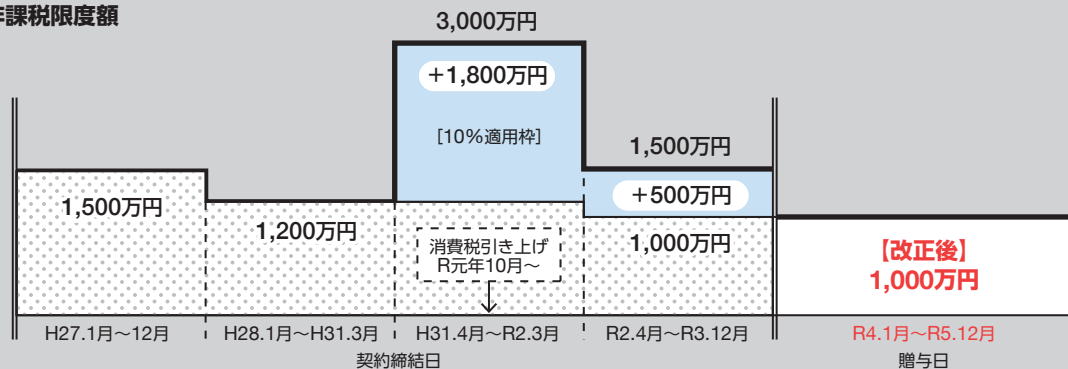 課税限度額
3,000万円
+1,800万円
[10%適用枠]
1,500万円
+500万円
1,500万円
1,200万円
消費税引き上げ
R元年10月～
1,000万円
【改正後】
1,000万円
H27.1月～12月
H28.1月～H31.3月
H31.4月～R2.3月
R2.4月～R3.12月
R4.1月～R5.12月
契約締結日
贈与日